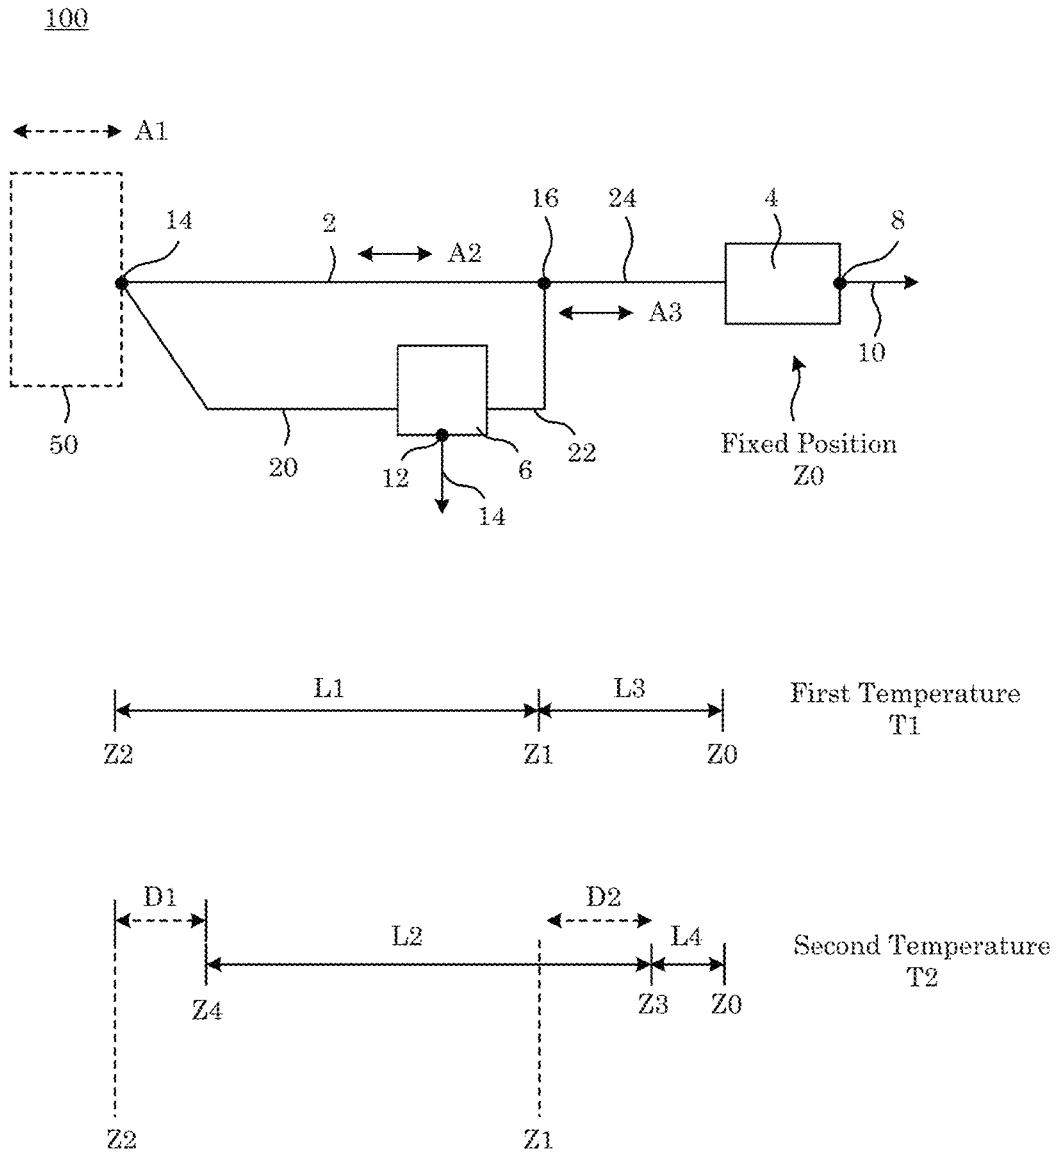 100
A1
14
2
A2
16
24
4
8
A3
10
50
20
12
6
22
14
Fixed Position
Z0
L1
L3
First Temperature
T1
Z2
Z1
Z0
D1
D2
L2
L4
Second Temperature
T2
Z4
Z3
Z0
Z2
Z1